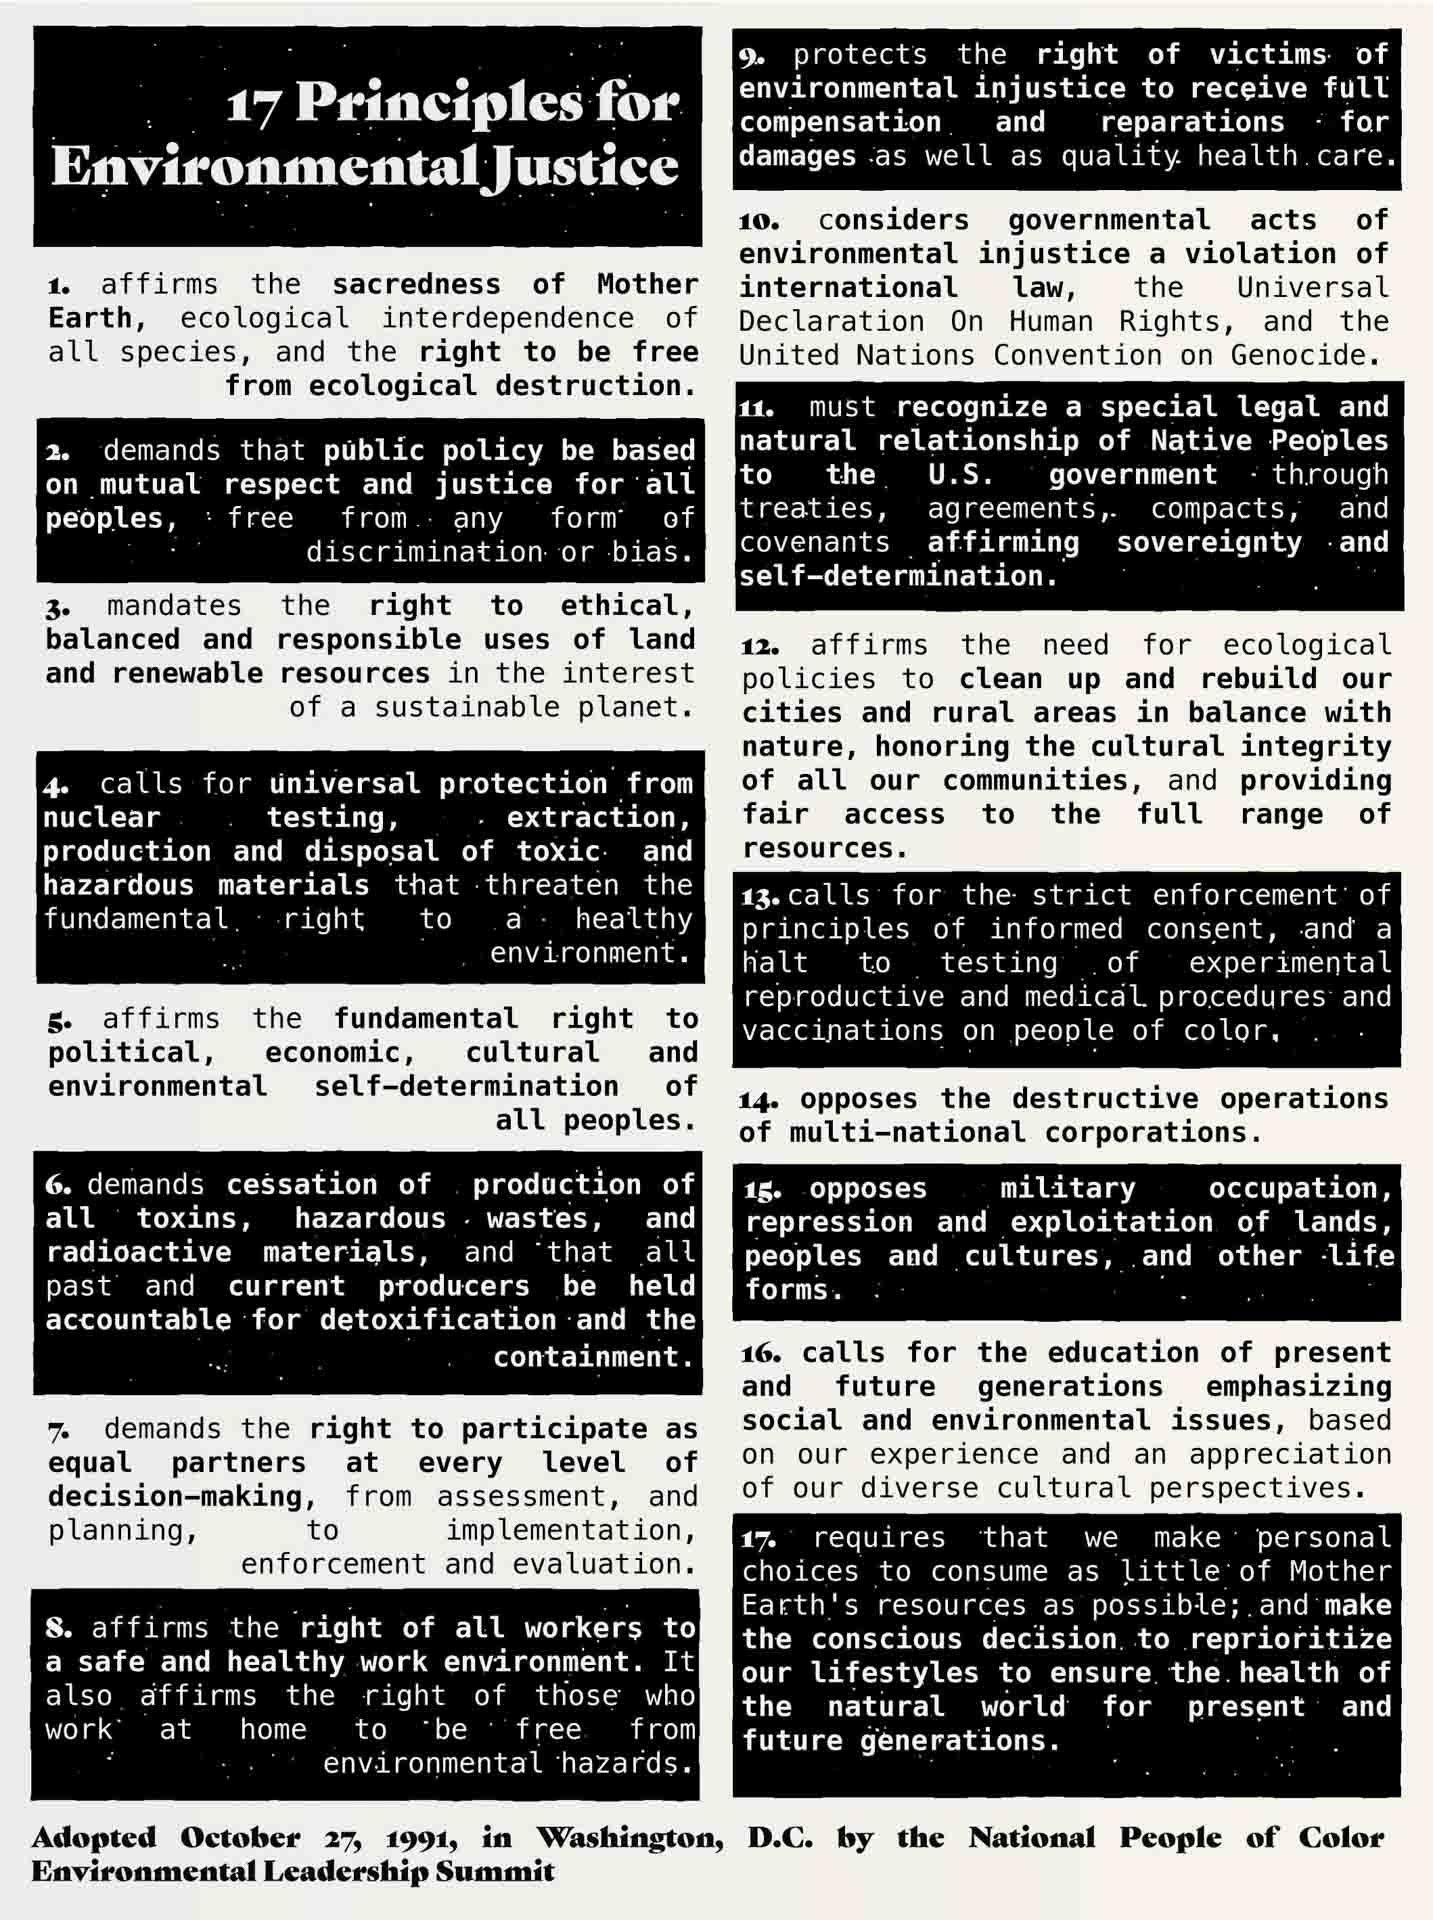 17 Principles for
Environmental Justice
1. affirms the sacredness of Mother
Earth, ecological interdependence of
all species, and the right to be free
from ecological destruction.
2. demands that public policy be based
on mutual respect and justice for all
peoples, free from any form of
discrimination or bias.
3. mandates the right to ethical,
balanced and responsible uses of land
and renewable resources in the interest
of a sustainable planet.
4. calls for universal protection from
nuclear testing, extraction,
production and disposal of toxic and
hazardous materials that threaten the
fundamental right to a healthy
environment.
5. affirms the fundamental right to
political, economic, cultural and
environmental self-determination of
all peoples.
6. demands cessation of production of
all toxins, hazardous wastes, and
radioactive materials, and that all
past and current producers be held
accountable for detoxification and the
containment.
7. demands the right to participate as
equal partners at every level of
decision-making, from assessment, and
planning, to implementation,
enforcement and evaluation.
8. affirms the right of all workers to
a safe and healthy work environment. It
also affirms the right of those who
work at home to be free from
environmental hazards.
9. protects the right of victims of
environmental injustice to receive full
compensation and reparations for
damages as well as quality health care.
10. considers governmental acts of
environmental injustice a violation of
international law, the Universal
Declaration On Human Rights, and the
United Nations Convention on Genocide.
11. must recognize a special legal and
natural relationship of Native Peoples
to the U.S. government through
treaties, agreements, compacts, and
covenants affirming sovereignty and
self-determination.
12. affirms the need for ecological
policies to clean up and rebuild our
cities and rural areas in balance with
nature, honoring the cultural integrity
of all our communities, and providing
fair access to the full range of
resources.
13. calls for the strict enforcement of
principles of informed consent, and a
halt to testing of experimental
reproductive and medical procedures and
vaccinations on people of color.
14. opposes the destructive operations
of multi-national corporations.
15. opposes military occupation,
repression and exploitation of lands,
peoples and cultures, and other life
forms.
16. calls for the education of present
and future generations emphasizing
social and environmental issues, based
on our experience and an appreciation
of our diverse cultural perspectives.
17. requires that we make personal
choices to consume as little of Mother
Earth's resources as possible; and make
the conscious decision to reprioritize
our lifestyles to ensure the health of
the natural world for present and
future generations.
Adopted October 27, 1991, in Washington, D.C. by the National People of Color
Environmental Leadership Summit